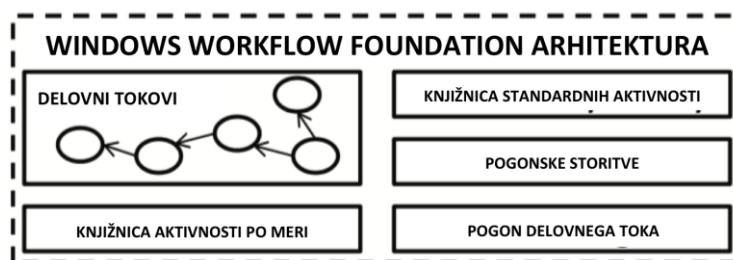 WINDOWS WORKFLOW FOUNDATION ARHITEKTURA
DELOVNI TOKOVI
KNJIŽNICA STANDARDNIH AKTIVNOSTI
POGONSKE STORITVE
KNJIŽNICA AKTIVNOSTI PO MERI
POGON DELOVNEGA TOKA